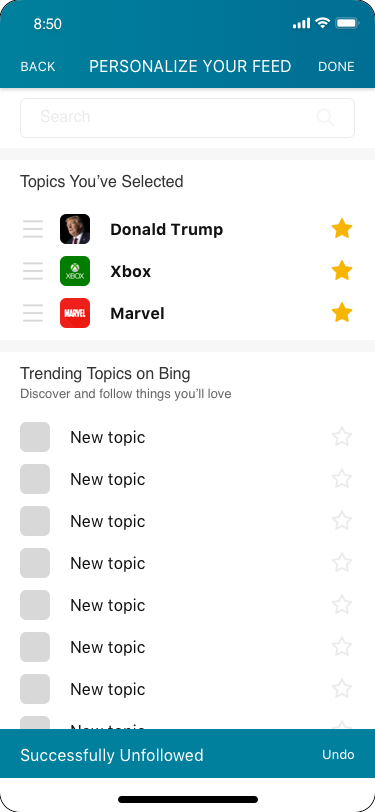 8:50
BACK
PERSONALIZE YOUR FEED
DONE
Search
Topics You've Selected
Donald Trump
XBOX
Xbox
MARVEL
Marvel
Trending Topics on Bing
Discover and follow things you'll love
New topic
New topic
New topic
New topic
New topic
New topic
New topic
New topic
Successfully Unfollowed
Undo